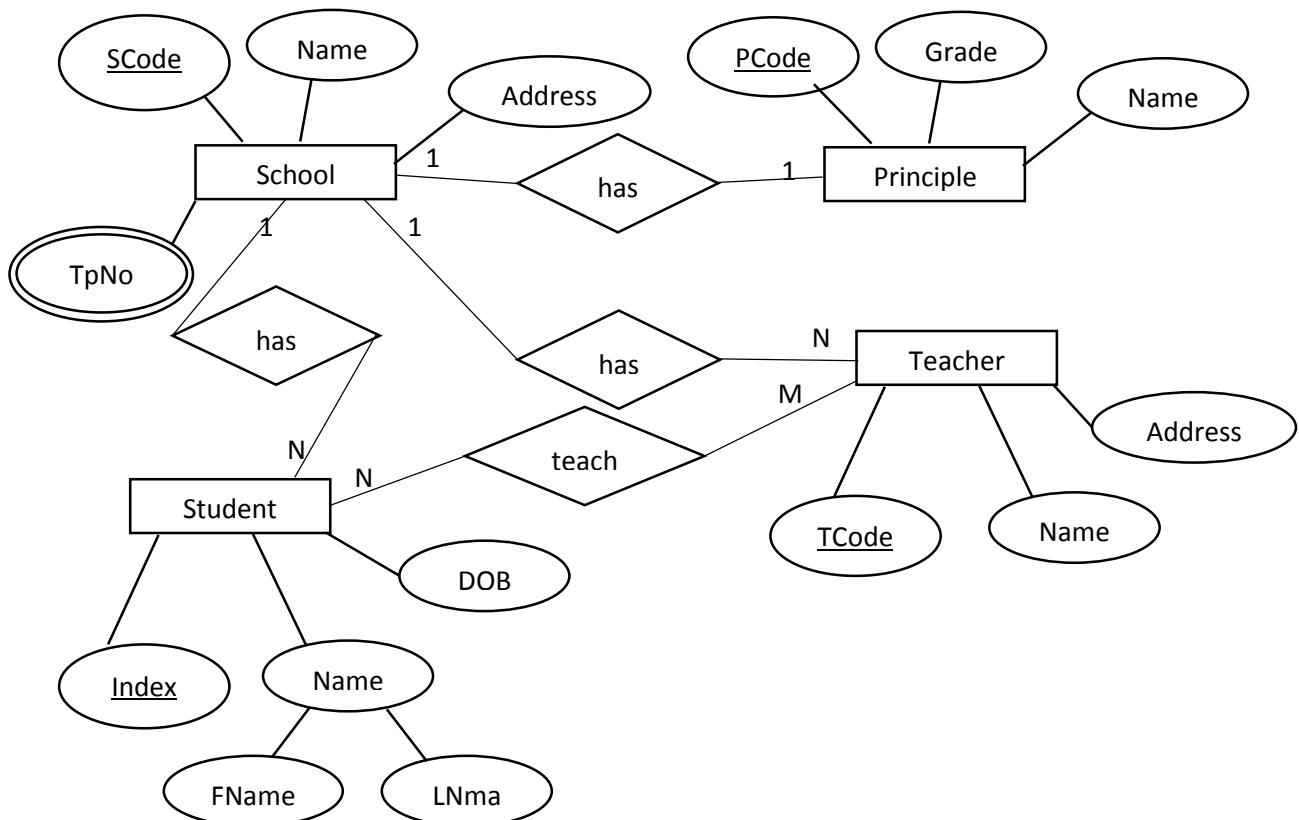 SCode
Name
Address
PCode
Grade
Name
School
1
has
1
Principle
TpNo
1
1
has
has
N
Teacher
M
Address
N
N
teach
Student
TCode
Name
DOB
Index
Name
FName
LNma